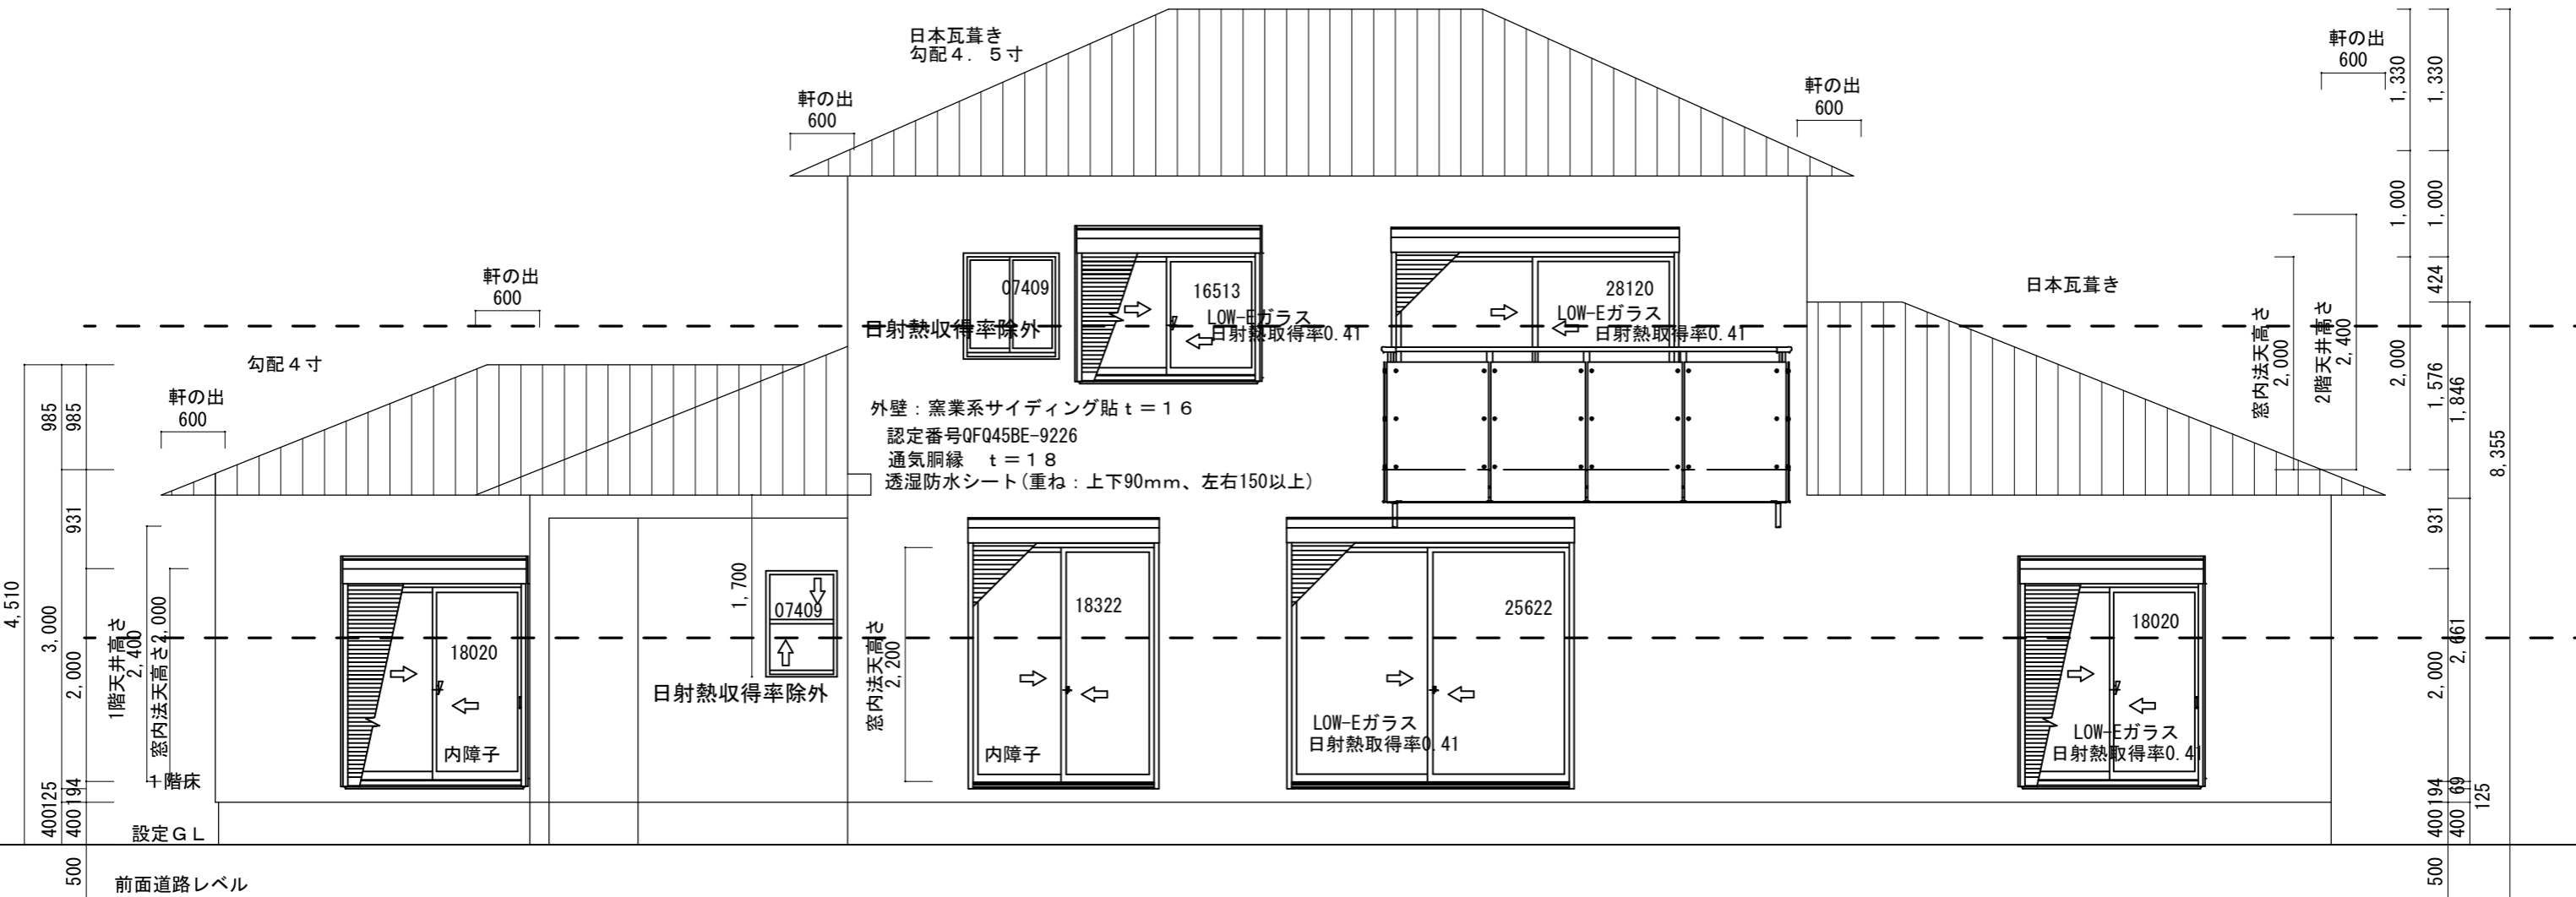 日本瓦葺き
勾配４．５寸
軒の出
600
軒の出
600
軒の出
600
1,330
1,330
1,000
1,000
424
2,000
1,576
1,846
8,355
931
2,661
2,000
194
69
125
400
400
500
日本瓦葺き
窓内法天高さ
2,000
2階天井高さ
2,400
軒の出
600
勾配４寸
軒の出
600
07409
日射熱収得率除外
16513
LOW-Eガラス
日射熱取得率0.41
28120
LOW-Eガラス
日射熱取得率0.41
外壁：窯業系サイディング貼ｔ＝１６
認定番号QFQ45BE-9226
通気胴縁　ｔ＝１８
透湿防水シート(重ね：上下90mm、左右150以上)
985
985
931
4,510
3,000
2,000
1階天井高さ
2,400
窓内法天高さ2,000
125
194
400
400
500
１階床
設定ＧＬ
前面道路レベル
18020
内障子
1,700
07409
日射熱収得率除外
窓内法天高さ
2,200
18322
内障子
25622
LOW-Eガラス
日射熱取得率0.41
18020
LOW-Eガラス
日射熱取得率0.41